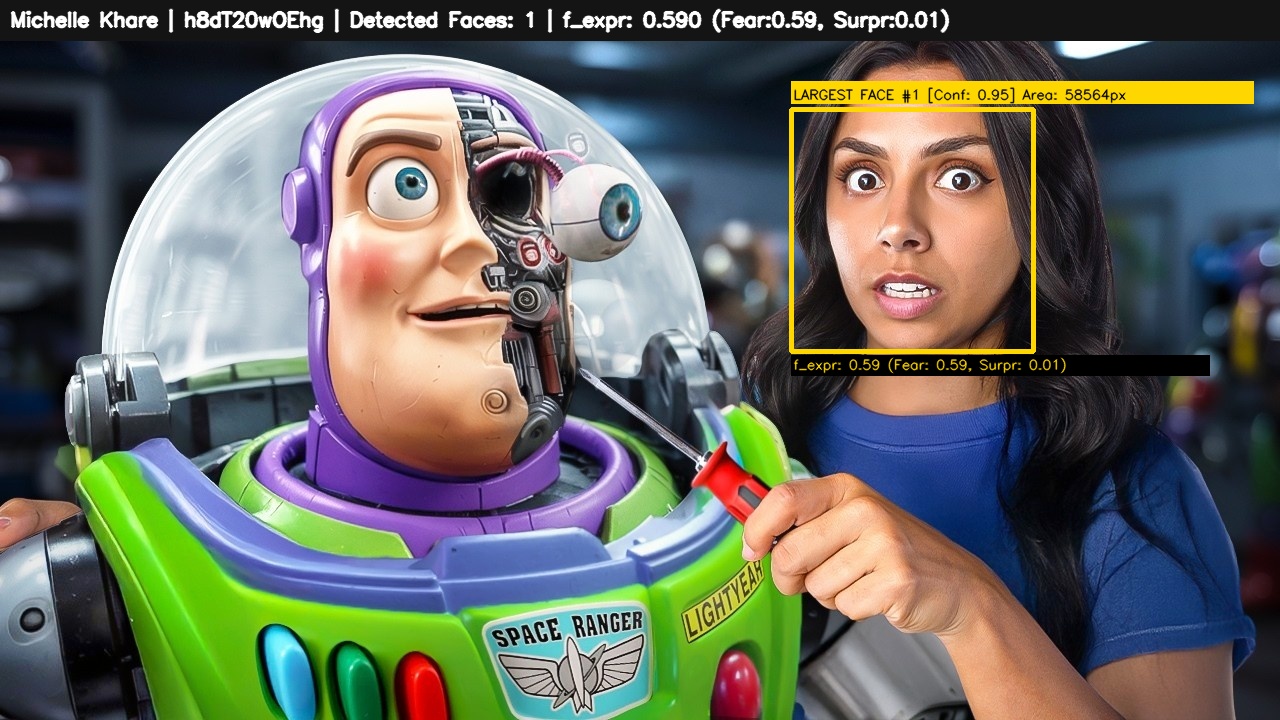 Michelle Khare | h8dT20wOEhg | Detected Faces: 1 | f_expr: 0.590 (Fear:0.59, Surpr:0.01)
LARGEST FACE #1 [Conf: 0.95] Area: 58564px
f_expr: 0.59 (Fear: 0.59, Surpr: 0.01)
LIGHTYEAR
SPACE RANGER